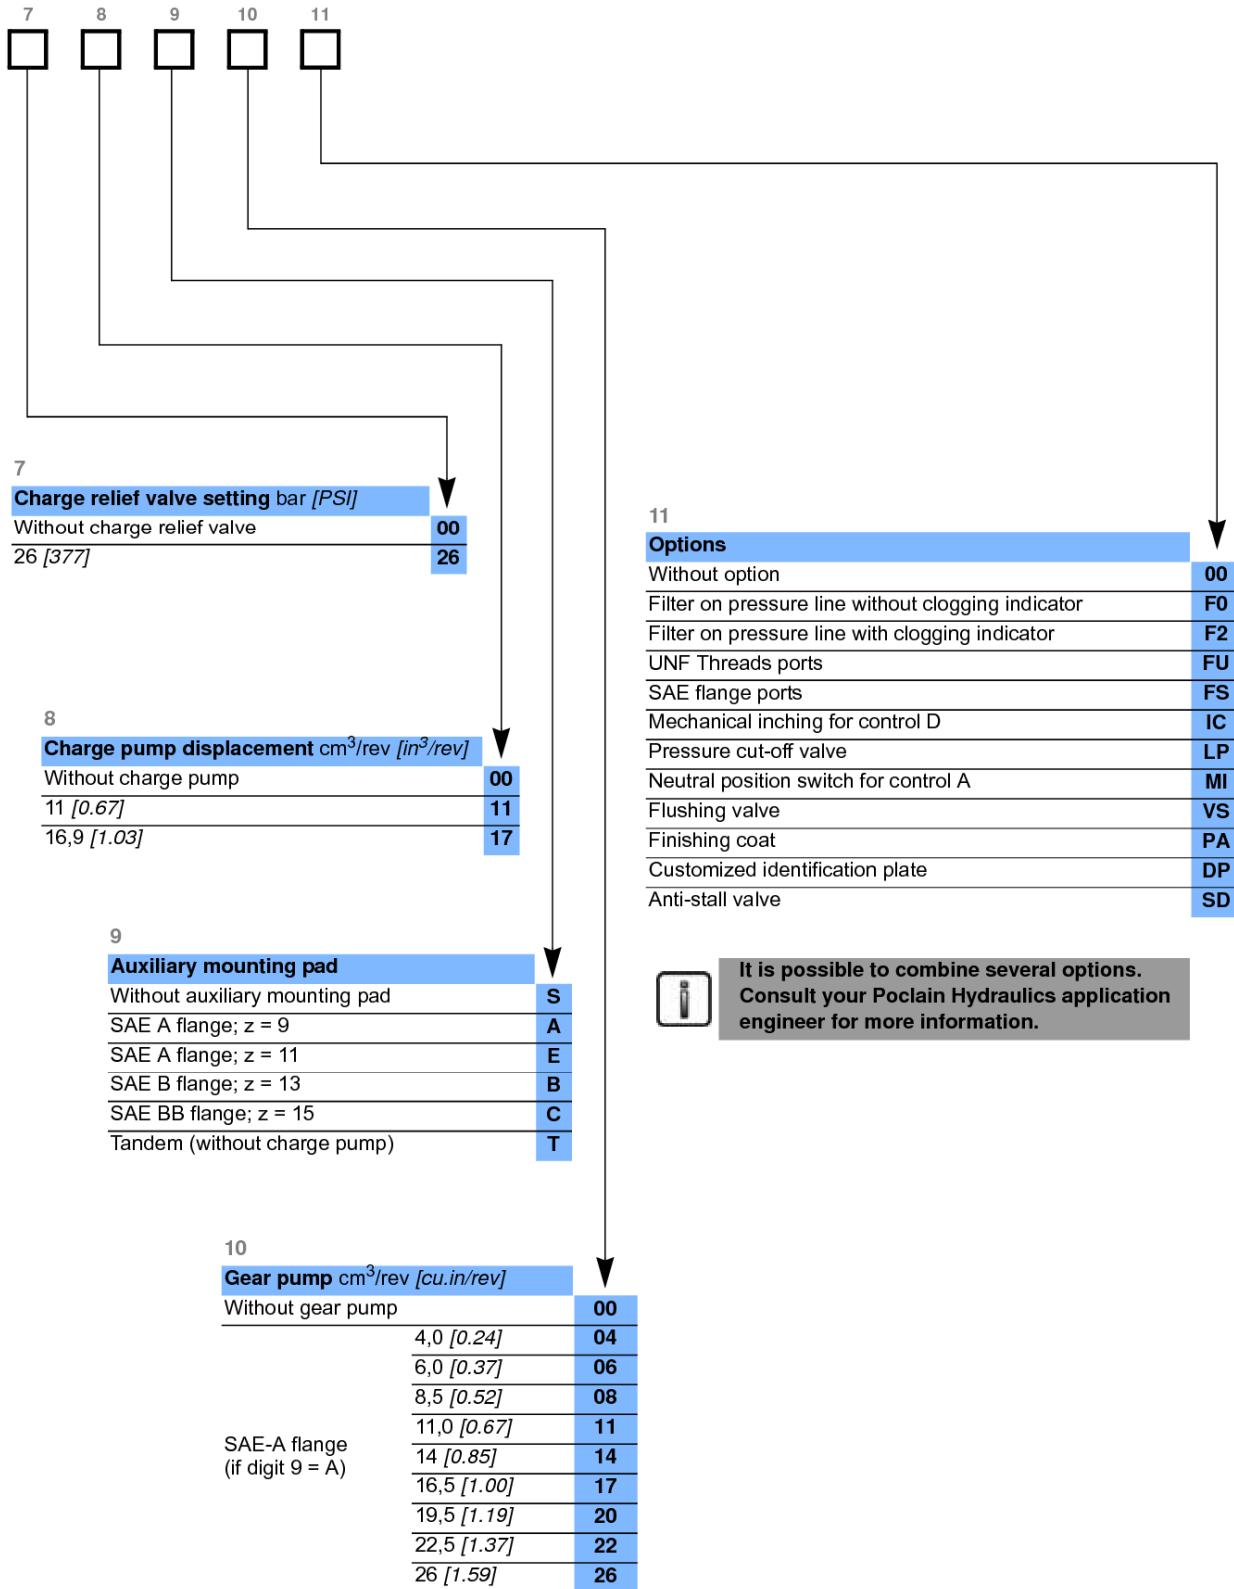 7 8 9 10 11
7
Charge relief valve setting bar [PSI]
Without charge relief valve 00
26 [377] 26
8
Charge pump displacement cm³/rev [in³/rev]
Without charge pump 00
11 [0.67] 11
16,9 [1.03] 17
9
Auxiliary mounting pad
Without auxiliary mounting pad S
SAE A flange; z = 9 A
SAE A flange; z = 11 E
SAE B flange; z = 13 B
SAE BB flange; z = 15 C
Tandem (without charge pump) T
10
Gear pump cm³/rev [cu.in/rev]
Without gear pump 00
SAE-A flange
(if digit 9 = A)
4,0 [0.24] 04
6,0 [0.37] 06
8,5 [0.52] 08
11,0 [0.67] 11
14 [0.85] 14
16,5 [1.00] 17
19,5 [1.19] 20
22,5 [1.37] 22
26 [1.59] 26
11
Options
Without option 00
Filter on pressure line without clogging indicator F0
Filter on pressure line with clogging indicator F2
UNF Threads ports FU
SAE flange ports FS
Mechanical inching for control D IC
Pressure cut-off valve LP
Neutral position switch for control A MI
Flushing valve VS
Finishing coat PA
Customized identification plate DP
Anti-stall valve SD
i
It is possible to combine several options.
Consult your Poclain Hydraulics application
engineer for more information.